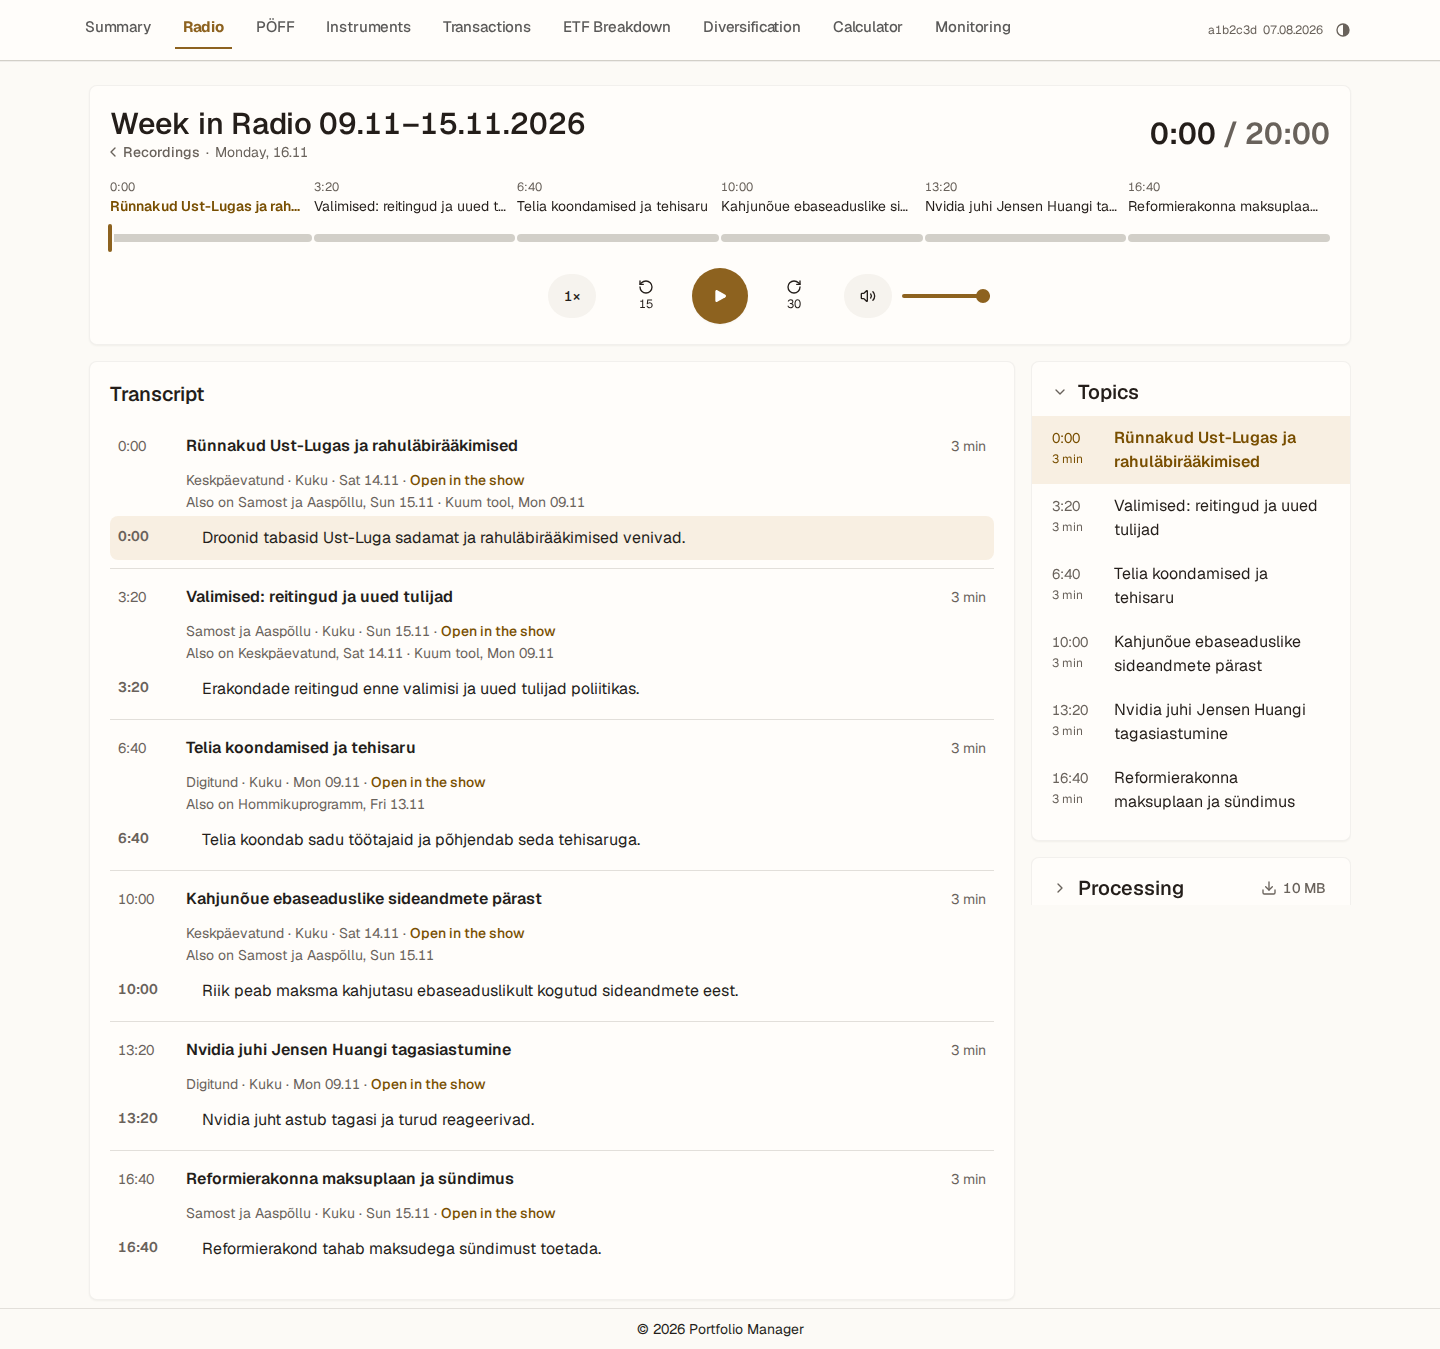 Summary Radio PÖFF Instruments Transactions ETF Breakdown Diversification Calculator Monitoring a1b2c3d 07.08.2026
Week in Radio 09.11–15.11.2026
0:00 / 20:00
Recordings · Monday, 16.11
0:00 3:20 6:40 10:00 13:20 16:40
Rünnakud Ust-Lugas ja rah... Valimised: reitingud ja uued t... Telia koondamised ja tehisaru Kahjunõue ebaseaduslike si... Nvidia juhi Jensen Huangi ta... Reformierakonna maksuplaa...
1×
15
30
Transcript
0:00 Rünnakud Ust-Lugas ja rahuläbirääkimised 3 min
Keskpäevatund · Kuku · Sat 14.11 · Open in the show
Also on Samost ja Aaspõllu, Sun 15.11 · Kuum tool, Mon 09.11
0:00 Droonid tabasid Ust-Luga sadamat ja rahuläbirääkimised venivad.
3:20 Valimised: reitingud ja uued tulijad 3 min
Samost ja Aaspõllu · Kuku · Sun 15.11 · Open in the show
Also on Keskpäevatund, Sat 14.11 · Kuum tool, Mon 09.11
3:20 Erakondade reitingud enne valimisi ja uued tulijad poliitikas.
6:40 Telia koondamised ja tehisaru 3 min
Digitund · Kuku · Mon 09.11 · Open in the show
Also on Hommikuprogramm, Fri 13.11
6:40 Telia koondab sadu töötajaid ja põhjendab seda tehisaruga.
10:00 Kahjunõue ebaseaduslike sideandmete pärast 3 min
Keskpäevatund · Kuku · Sat 14.11 · Open in the show
Also on Samost ja Aaspõllu, Sun 15.11
10:00 Riik peab maksma kahjutasu ebaseaduslikult kogutud sideandmete eest.
13:20 Nvidia juhi Jensen Huangi tagasiastumine 3 min
Digitund · Kuku · Mon 09.11 · Open in the show
13:20 Nvidia juht astub tagasi ja turud reageerivad.
16:40 Reformierakonna maksuplaan ja sündimus 3 min
Samost ja Aaspõllu · Kuku · Sun 15.11 · Open in the show
16:40 Reformierakond tahab maksudega sündimust toetada.
Topics
0:00 Rünnakud Ust-Lugas ja
3 min rahuläbirääkimised
3:20 Valimised: reitingud ja uued
3 min tulijad
6:40 Telia koondamised ja
3 min tehisaru
10:00 Kahjunõue ebaseaduslike
3 min sideandmete pärast
13:20 Nvidia juhi Jensen Huangi
3 min tagasiastumine
16:40 Reformierakonna
3 min maksuplaan ja sündimus
Processing 10 MB
© 2026 Portfolio Manager